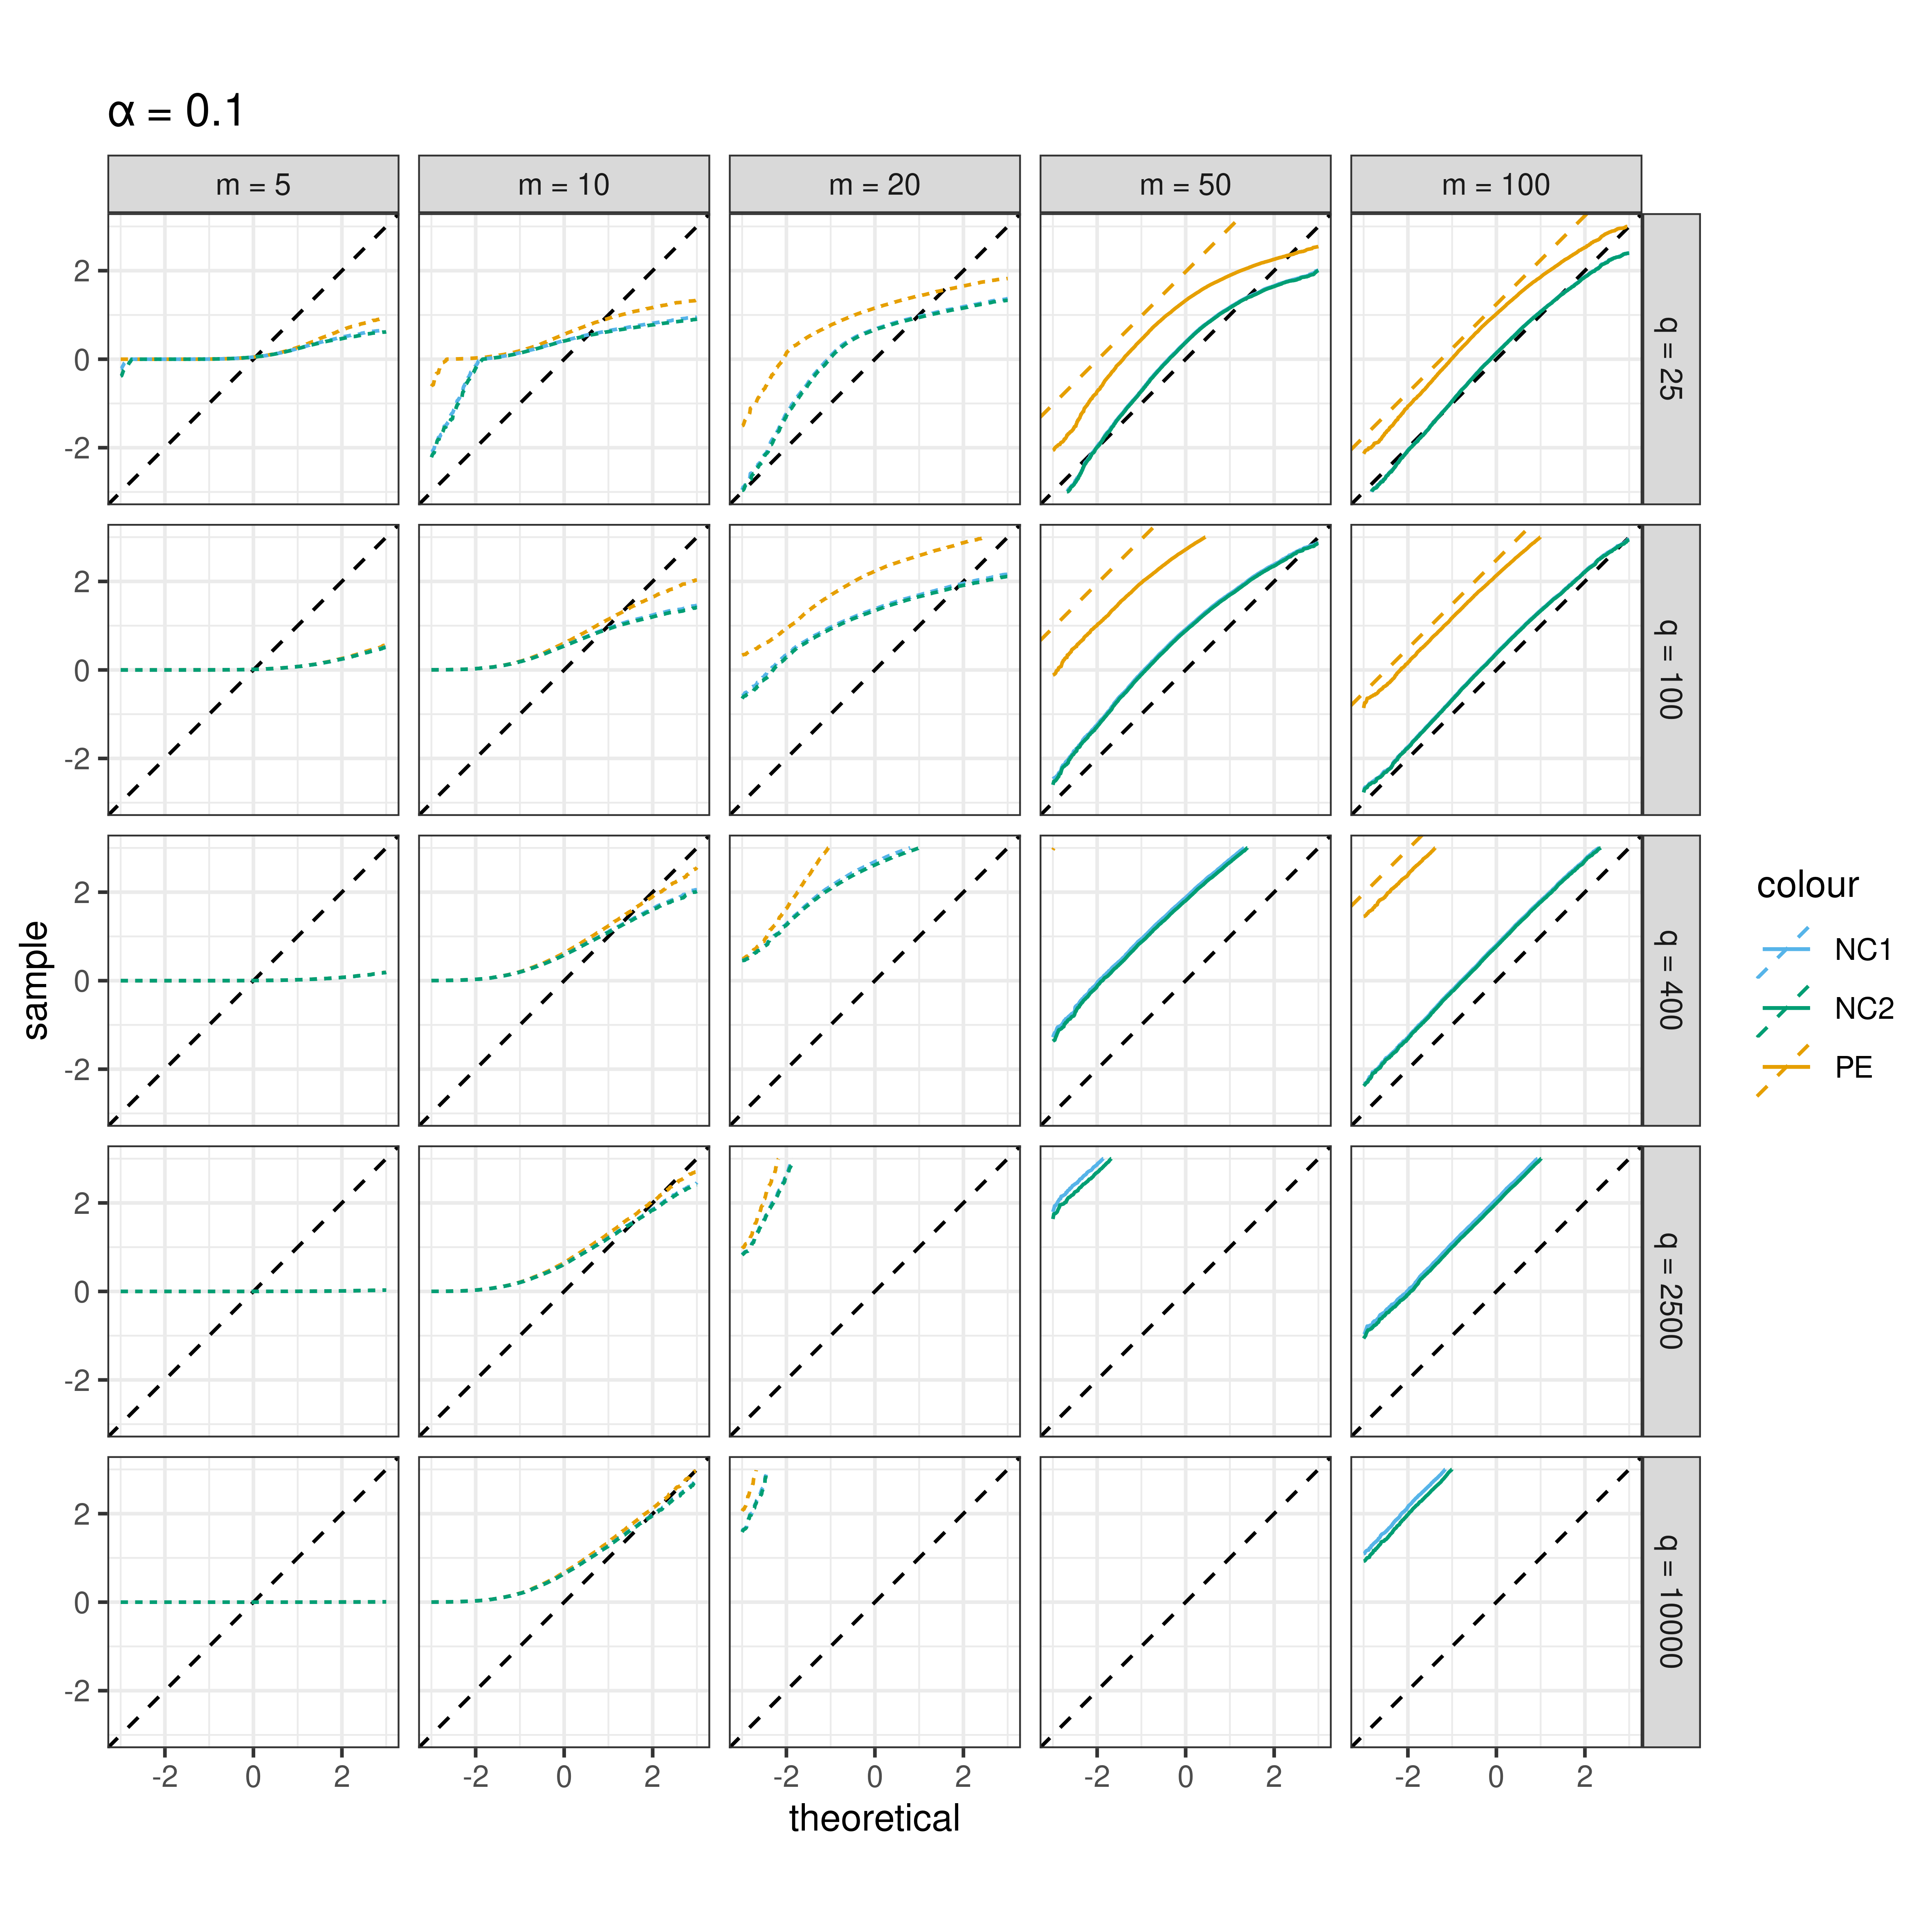 α = 0.1
m = 5
m = 10
m = 20
m = 50
m = 100
2
0
-2
q = 25
2
0
-2
q = 100
2
0
-2
q = 400
2
0
-2
q = 2500
2
0
-2
q = 10000
-2 0 2
-2 0 2
-2 0 2
-2 0 2
-2 0 2
theoretical
sample
colour
NC1
NC2
PE